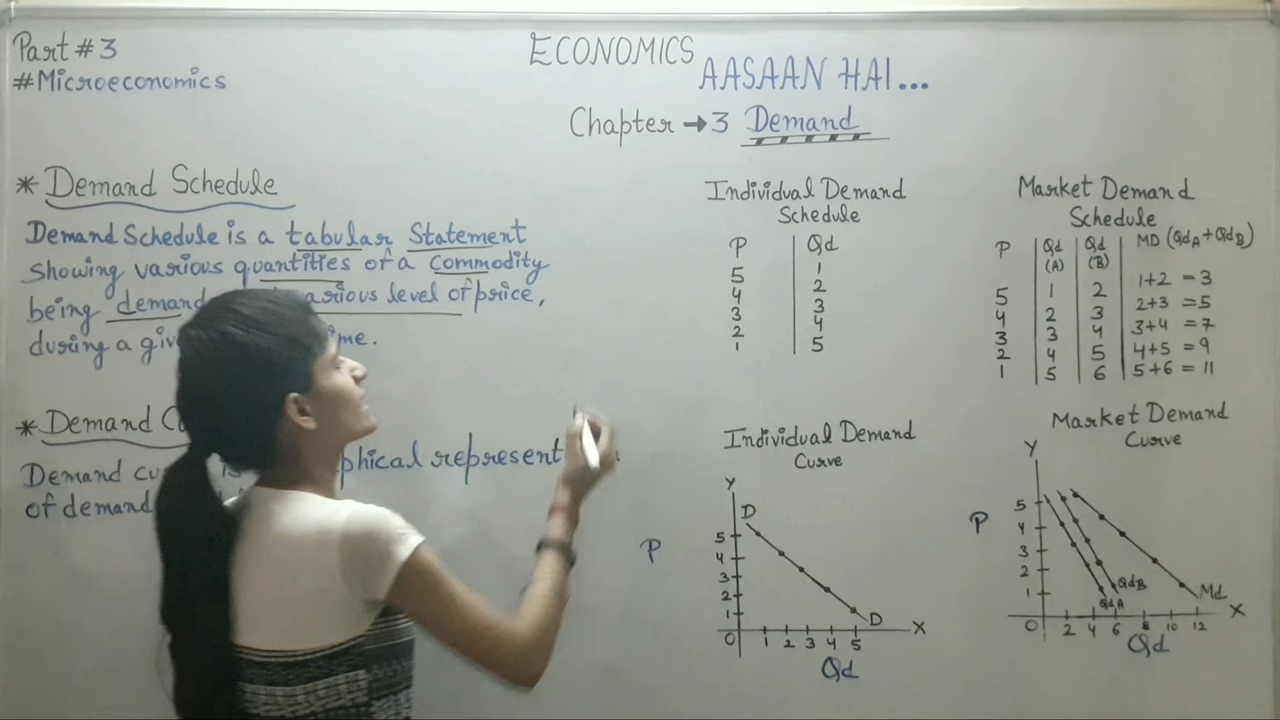 Part # 3
#Microeconomics
ECONOMICS
AASAAN HAI...
Chapter → 3 Demand
* Demand Schedule
Demand Schedule is a tabular Statement
showing various quantities of a commodity
being demand various level of price,
during a
* Demand
Demand
of demand
Individual Demand
Schedule
P Qd
5 1
4 2
3 3
2 4
1 5
Market Demand
Schedule
P Qd (A) Qd (B) MD (QdA+QdB)
5 1 2 1+2 = 3
4 2 3 2+3 = 5
3 3 4 3+4 = 7
2 4 5 4+5 = 9
1 5 6 5+6 = 11
Individual Demand
Curve
Y
D
P
5
4
3
2
1
D
X
0 1 2 3 4 5
Qd
Market Demand
Curve
Y
P
5
4
3
2
1
QdB
QdA
Md
X
0 2 4 6 8 10 12
Qd